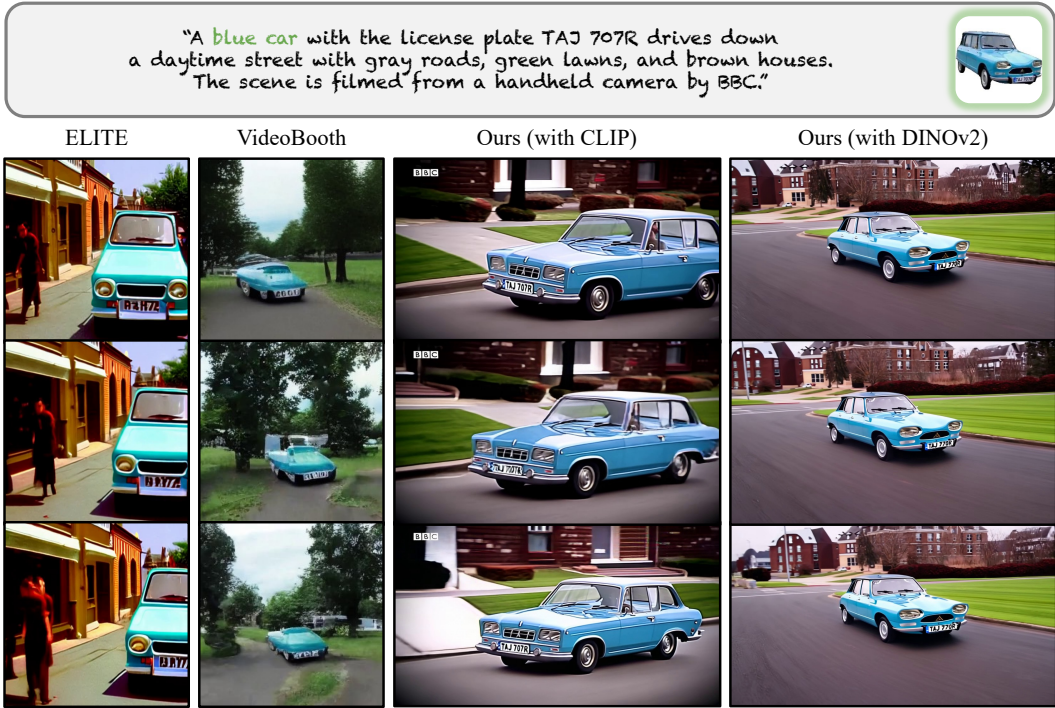 “A blue car with the license plate TAJ 707R drives down
a daytime street with gray roads, green lawns, and brown houses.
The scene is filmed from a handheld camera by BBC.”
ELITE
VideoBooth
Ours (with CLIP)
Ours (with DINOv2)
BBC
TAJ 707R
BBC
BBC
TAJ 707R